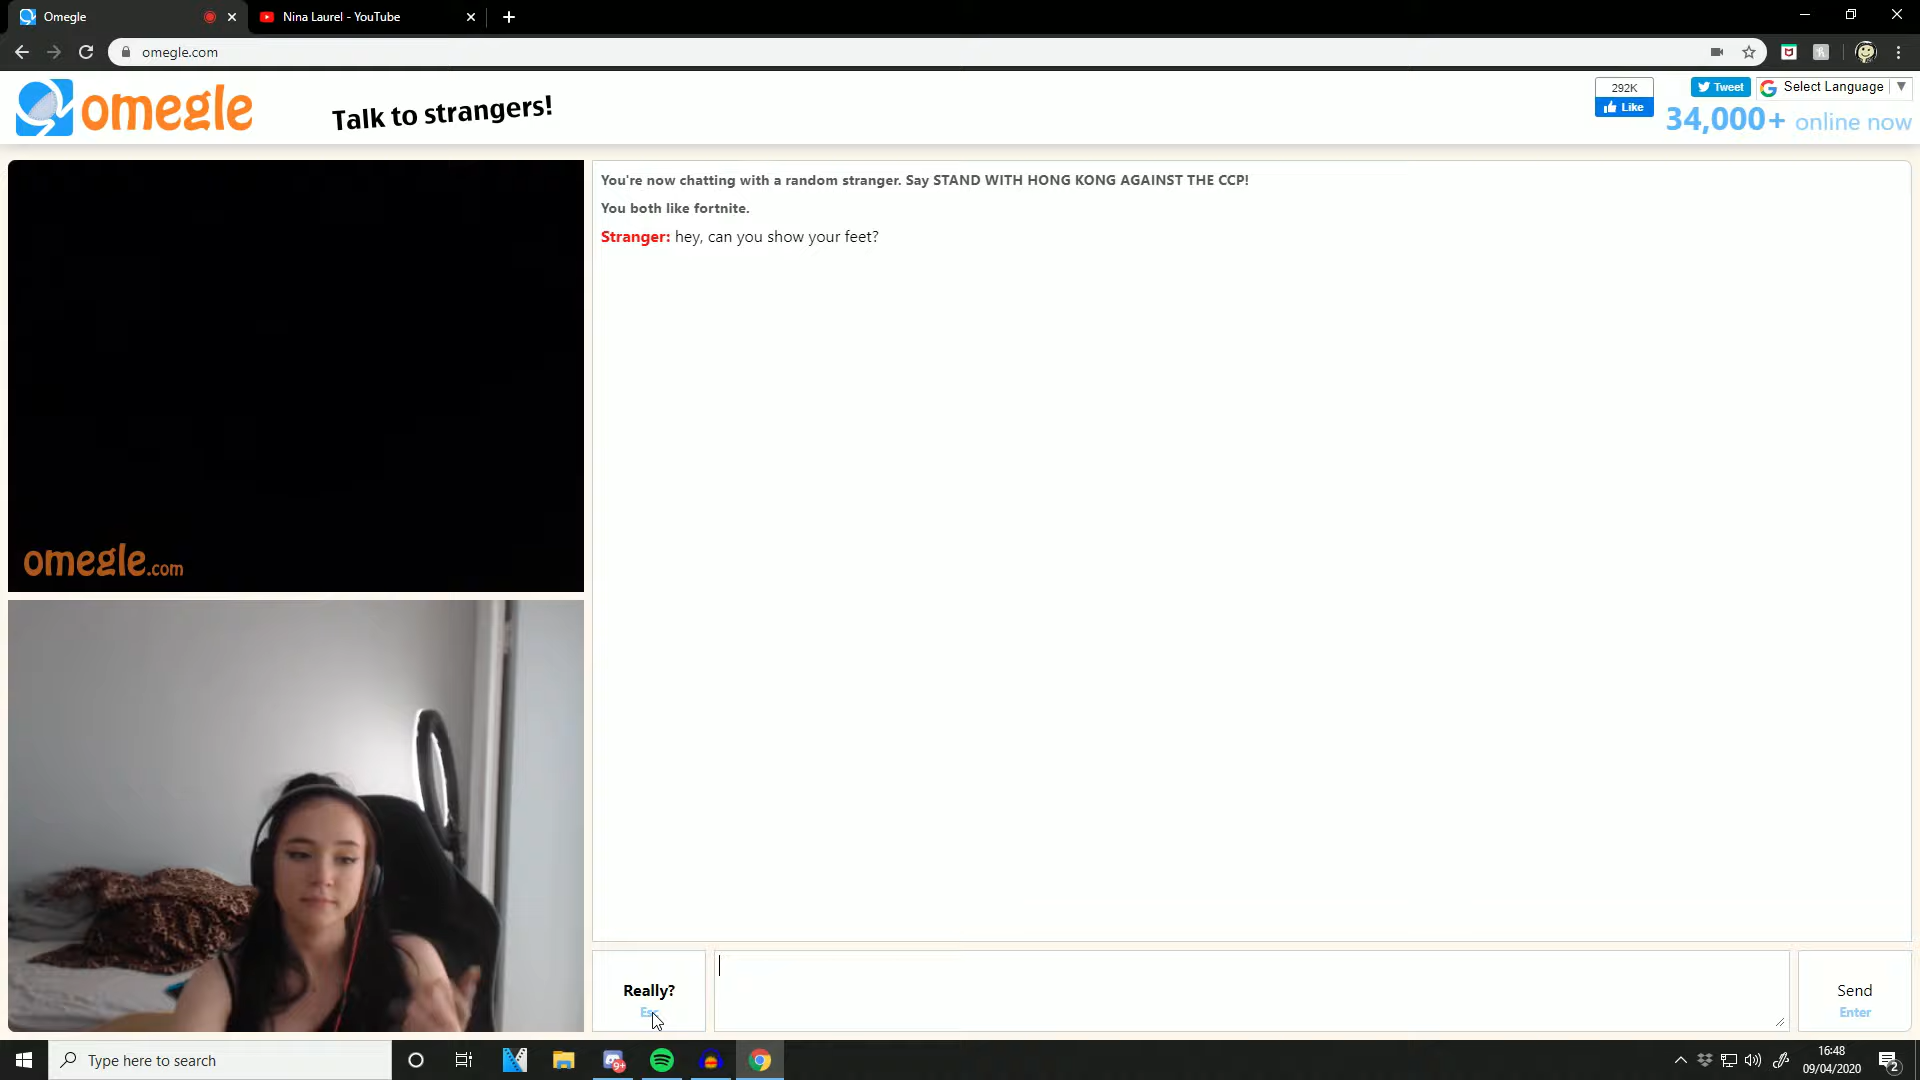 Omegle
Nina Laurel - YouTube
omegle.com
omegle
Talk to strangers!
292K
Like
Tweet
Select Language
34,000+ online now
You're now chatting with a random stranger. Say STAND WITH HONG KONG AGAINST THE CCP!
You both like fortnite.
Stranger: hey, can you show your feet?
omegle.com
Really?
Esc
Send
Enter
Type here to search
9+
16:48
09/04/2020
2